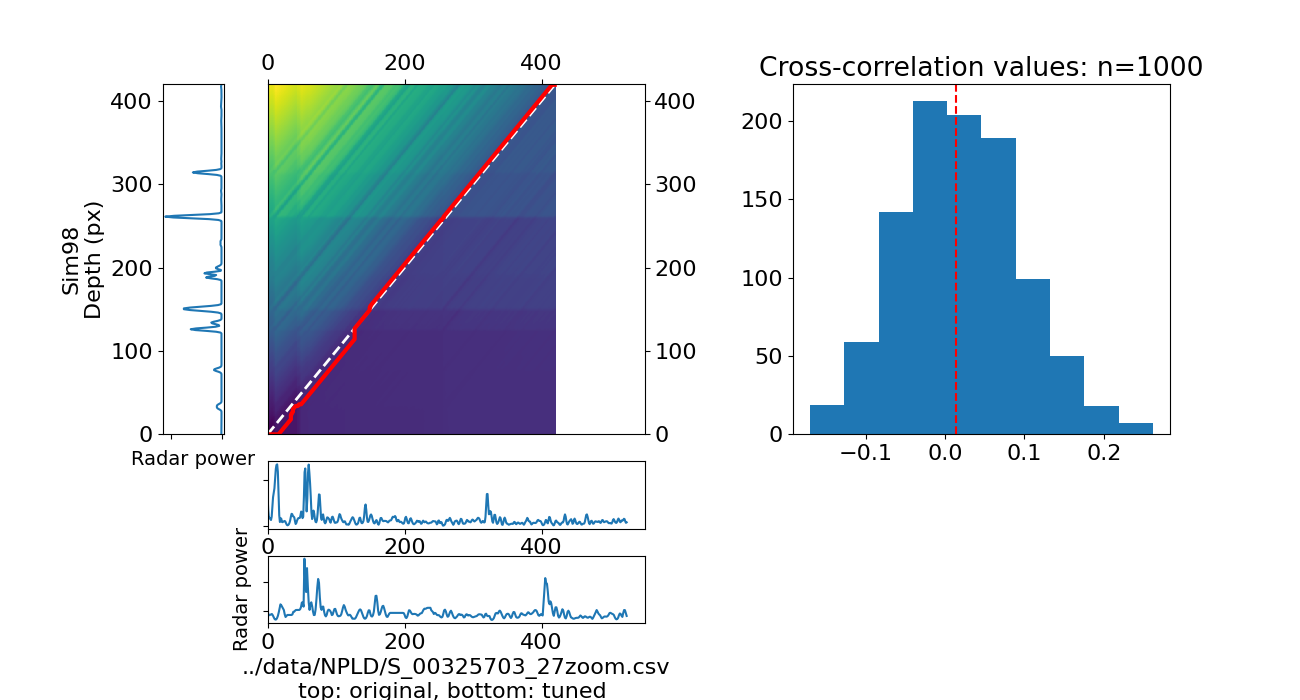 0 200 400
Cross-correlation values: n=1000
400
300
200
100
0
Sim98
Depth (px)
Radar power
400
300
200
100
0
200
150
100
50
0
−0.1 0.0 0.1 0.2
0 200 400
Radar power
0 200 400
../data/NPLD/S_00325703_27zoom.csv
top: original, bottom: tuned